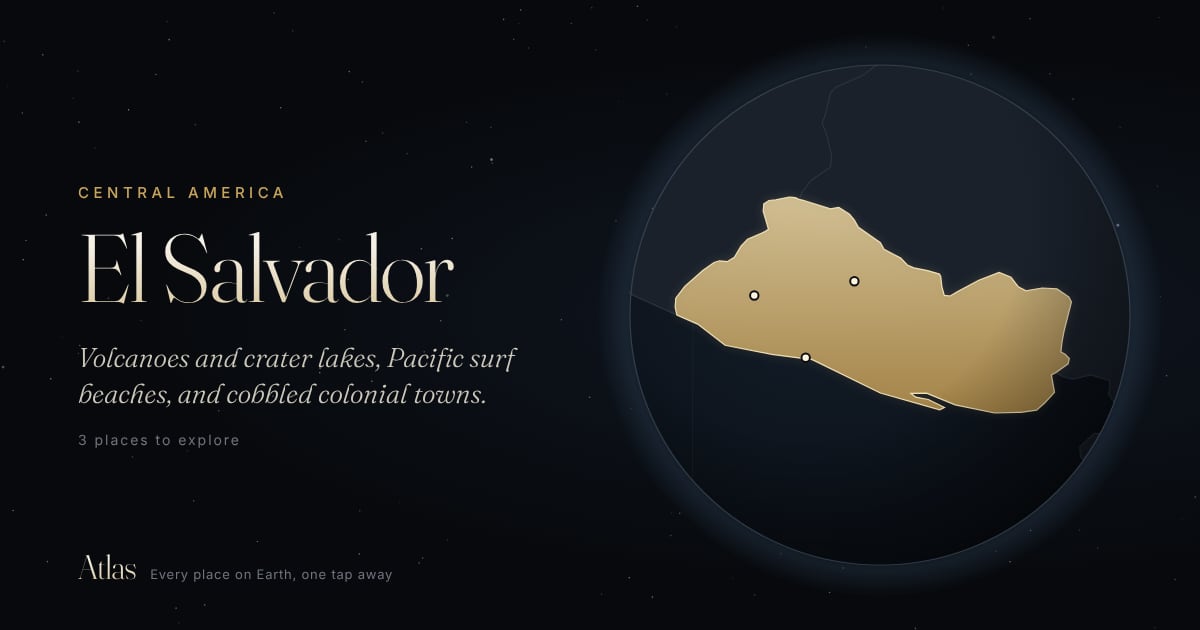 CENTRAL AMERICA
El Salvador
Volcanoes and crater lakes, Pacific surf
beaches, and cobbled colonial towns.
3 places to explore
Atlas Every place on Earth, one tap away